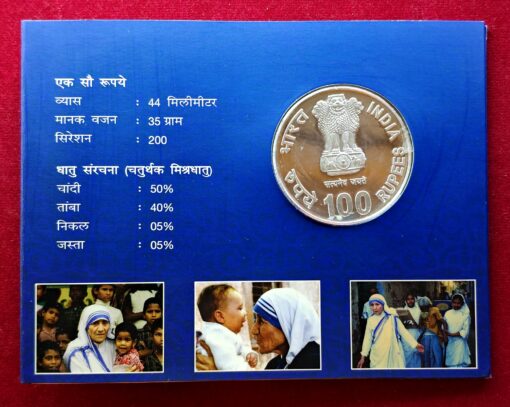 एक सौ रूपये
व्यास : 44 मिलीमीटर
मानक वजन : 35 ग्राम
सिरेशन : 200
धातु संरचना (चतुर्थक मिश्रधातु)
चांदी : 50%
तांबा : 40%
निकल : 05%
जस्ता : 05%
भारत INDIA
सत्यमेव जयते
रुपये 100 RUPEES